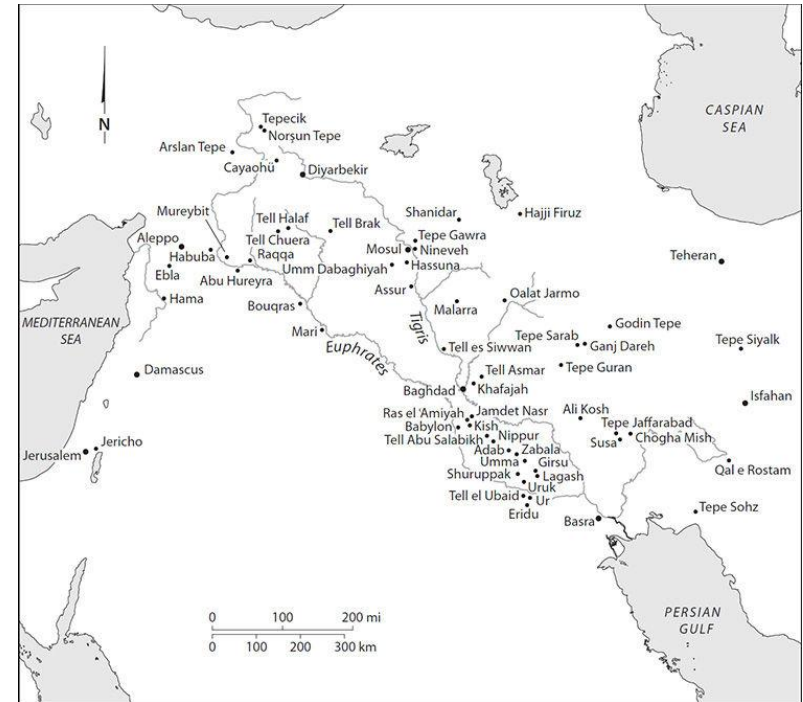 Tepecik
CASPIAN
SEA
N
Norşun Tepe
Arslan Tepe
Cayaohü
Diyarbekir
Mureybit
Tell Halaf
Tell Brak
Shanidar
Hajji Firuz
Aleppo
Tell Chuera
Tepe Gawra
Mosul
Nineveh
Habuba
Raqqa
Hassuna
Teheran
Ebla
Umm Dabaghiyah
Abu Hureyra
Assur
Hama
Bouqras
Malarra
Oalat Jarmo
MEDITERRANEAN
SEA
Mari
Tigris
Godin Tepe
Tepe Sarab
Ganj Dareh
Tepe Siyalk
Euphrates
Tell es Siwwan
Tepe Guran
Damascus
Tell Asmar
Baghdad
Khafajah
Isfahan
Ras el 'Amiyah
Jamdet Nasr
Ali Kosh
Babylon
Kish
Tepe Jaffarabad
Tell Abu Salabikh
Nippur
Susa
Chogha Mish
Jericho
Jerusalem
Adab
Zabala
Umma
Girsu
Qal e Rostam
Shuruppak
Lagash
Uruk
Tell el Ubaid
Ur
Eridu
Basra
Tepe Sohz
PERSIAN
GULF
0 100 200 mi
0 100 200 300 km